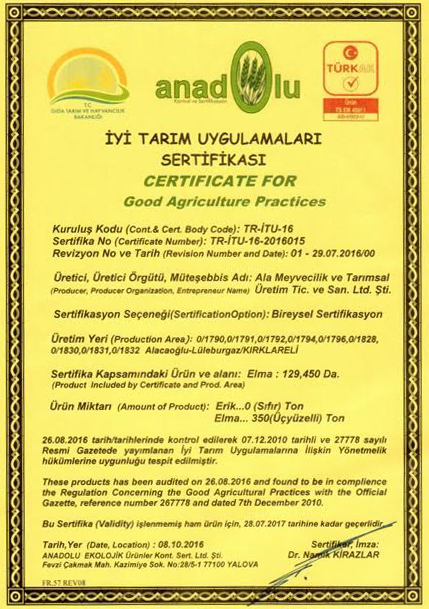 anadOlu
Kontrol ve Sertifikasyon
T.C.
GIDA TARIM VE HAYVANCILIK
BAKANLIĞI
TÜRKAK
Ürün
İYİ TARIM UYGULAMALARI
SERTİFİKASI
CERTIFICATE FOR
Good Agriculture Practices
Kuruluş Kodu (Cont.& Cert. Body Code): TR-İTU-16
Sertifika No (Certificate Number): TR-İTU-16-2016015
Revizyon No ve Tarih (Revision Number and Date): 01 - 29.07.2016/00
Üretici, Üretici Örgütü, Müteşebbis Adı: Ala Meyvecilik ve Tarımsal
(Producer, Producer Organization, Entrepreneur Name) Üretim Tic. ve San. Ltd. Şti.
Sertifikasyon Seçeneği(SertificationOption): Bireysel Sertifikasyon
Üretim Yeri (Production Area): 0/1790,0/1791,0/1792,0/1794,0/1796,0/1828,
0/1830,0/1831,0/1832 Alacaoğlu-Lüleburgaz/KIRKLARELİ
Sertifika Kapsamındaki Ürün ve alanı: Elma : 129,450 Da.
(Product Included by Certificate and Prod. Area)
Ürün Miktarı (Amount of Product): Erik...0 (Sıfır) Ton
Elma... 350(Üçyüzelli) Ton
26.08.2016 tarih/tarihlerinde kontrol edilerek 07.12.2010 tarihli ve 27778 sayılı
Resmi Gazetede yayımlanan İyi Tarım Uygulamalarına İlişkin Yönetmelik
hükümlerine uygunluğu tespit edilmiştir.
These products has been audited on 26.08.2016 and found to be in complience
the Regulation Concerning the Good Agricultural Practices with the Official
Gazette, reference number 267778 and dated 7th December 2010.
Bu Sertifika (Validity) işlenmemiş ham ürün için, 28.07.2017 tarihine kadar geçerlidir.
Tarih,Yer (Date, Location) : 08.10.2016
Sertifiker, İmza:
ANADOLU EKOLOJİK Ürünler Kont. Sert. Ltd. Şti.
Dr. Namık KİRAZLAR
Fevzi Çakmak Mah. Kazimiye Sok. No:28/5-1 77100 YALOVA
FR.57 REV08